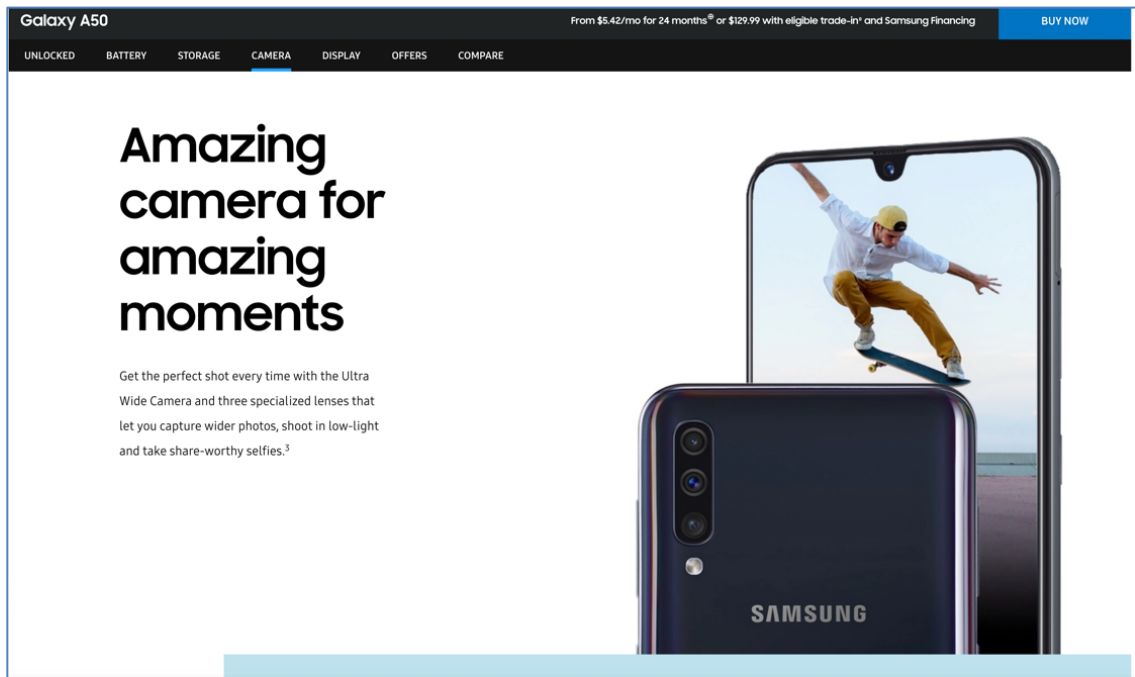 Galaxy A50
From $5.42/mo for 24 months⊕ or $129.99 with eligible trade-in° and Samsung Financing
BUY NOW
UNLOCKED BATTERY STORAGE CAMERA DISPLAY OFFERS COMPARE
Amazing
camera for
amazing
moments
Get the perfect shot every time with the Ultra
Wide Camera and three specialized lenses that
let you capture wider photos, shoot in low-light
and take share-worthy selfies.³
SAMSUNG